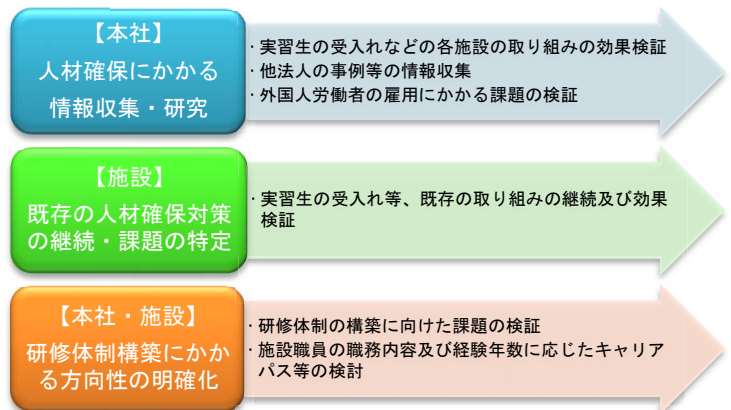 【本社】
人材確保にかかる
情報収集・研究
・実習生の受入れなどの各施設の取り組みの効果検証
・他法人の事例等の情報収集
・外国人労働者の雇用にかかる課題の検証
【施設】
既存の人材確保対策
の継続・課題の特定
・実習生の受入れ等、既存の取り組みの継続及び効果
検証
【本社・施設】
研修体制構築にかか
る方向性の明確化
・研修体制の構築に向けた課題の検証
・施設職員の職務内容及び経験年数に応じたキャリア
パス等の検討